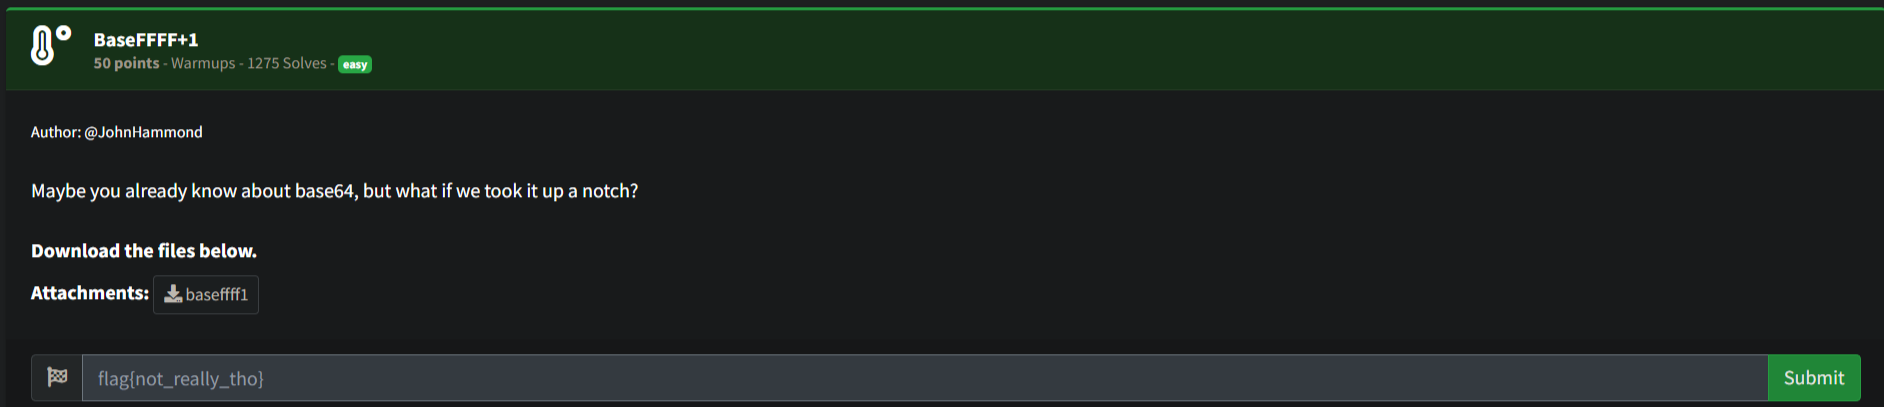 BaseFFFF+1
50 points - Warmups - 1275 Solves - easy
Author: @JohnHammond
Maybe you already know about base64, but what if we took it up a notch?
Download the files below.
Attachments: baseffff1
flag{not_really_tho} Submit